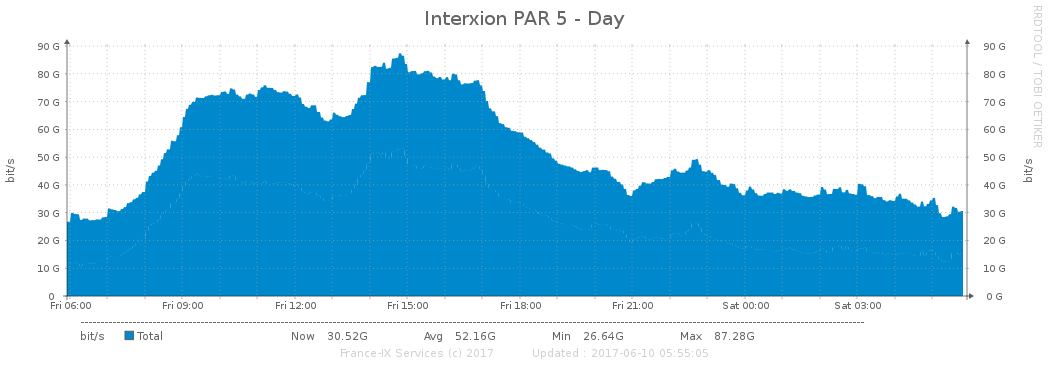 Interxion PAR 5 - Day
RRDTOOL / TOBI OETIKER
90 G 90 G
80 G 80 G
70 G 70 G
60 G 60 G
50 G 50 G
40 G 40 G
30 G 30 G
20 G 20 G
10 G 10 G
0 0 G
bit/s bit/s
Fri 06:00 Fri 09:00 Fri 12:00 Fri 15:00 Fri 18:00 Fri 21:00 Sat 00:00 Sat 03:00
bit/s Total Now 30.52G Avg 52.16G Min 26.64G Max 87.28G
France-IX Services (c) 2017 Updated : 2017-06-10 05:55:05